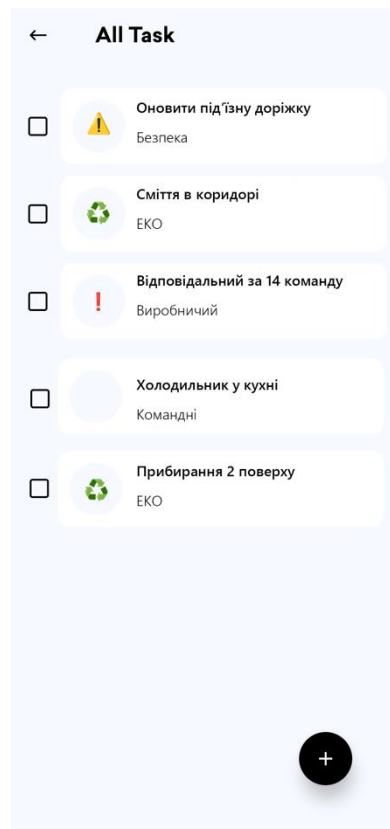 All Task
Оновити під'їзну доріжку
Безпека
Сміття в коридорі
ЕКО
Відповідальний за 14 команду
Виробничий
Холодильник у кухні
Командні
Прибирання 2 поверху
ЕКО